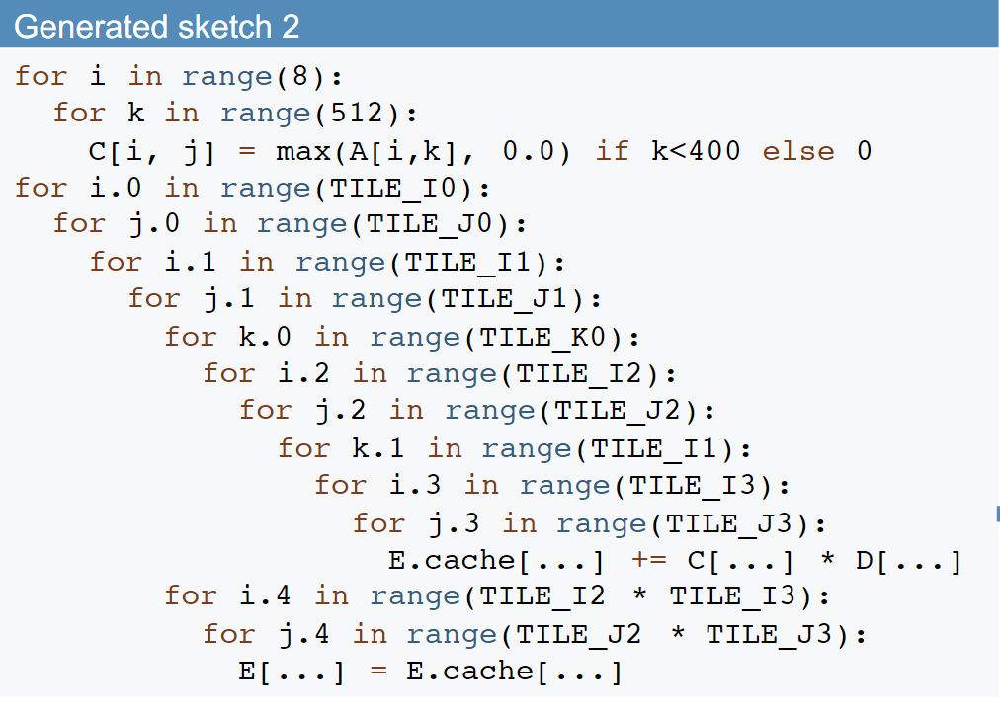 Generated sketch 2
for i in range(8):
  for k in range(512):
    C[i, j] = max(A[i,k], 0.0) if k<400 else 0
for i.0 in range(TILE_I0):
  for j.0 in range(TILE_J0):
    for i.1 in range(TILE_I1):
      for j.1 in range(TILE_J1):
        for k.0 in range(TILE_K0):
          for i.2 in range(TILE_I2):
            for j.2 in range(TILE_J2):
              for k.1 in range(TILE_I1):
                for i.3 in range(TILE_I3):
                  for j.3 in range(TILE_J3):
                    E.cache[...] += C[...] * D[...]
        for i.4 in range(TILE_I2 * TILE_I3):
          for j.4 in range(TILE_J2 * TILE_J3):
            E[...] = E.cache[...]